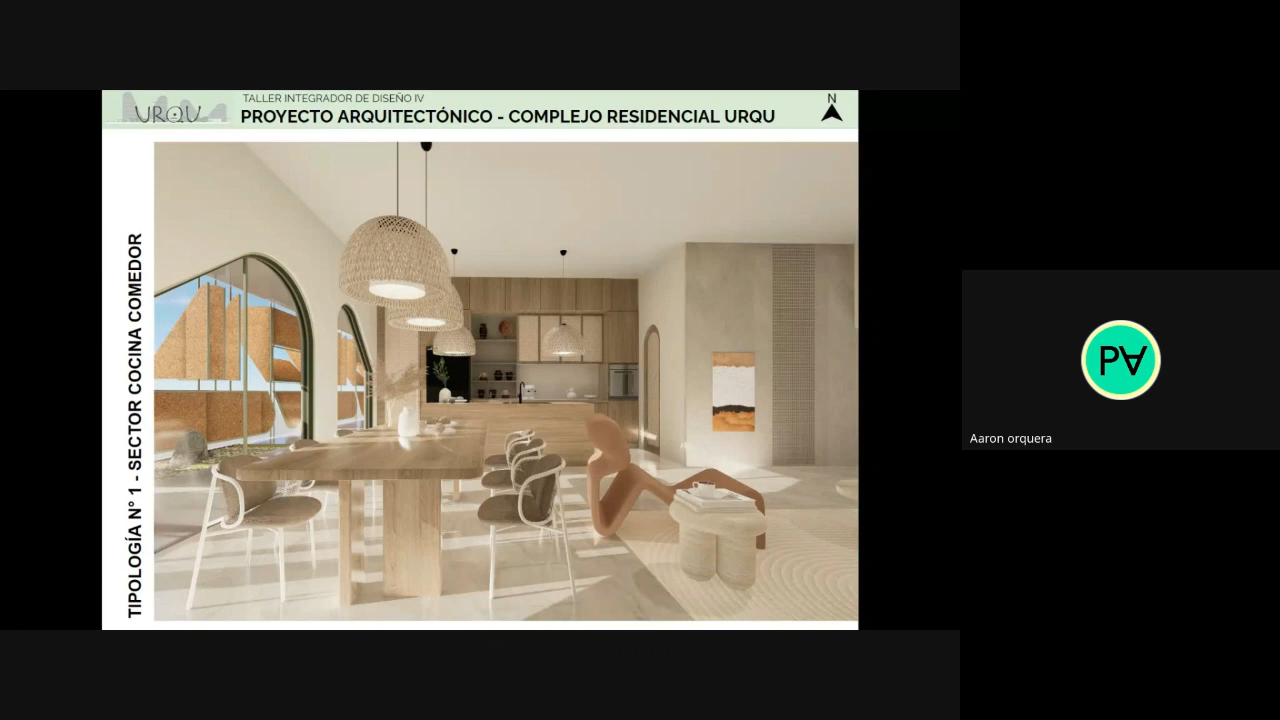 URQU
TALLER INTEGRADOR DE DISEÑO IV
PROYECTO ARQUITECTÓNICO - COMPLEJO RESIDENCIAL URQU
N
TIPOLOGÍA N° 1 - SECTOR COCINA COMEDOR
PA
Aaron orquera